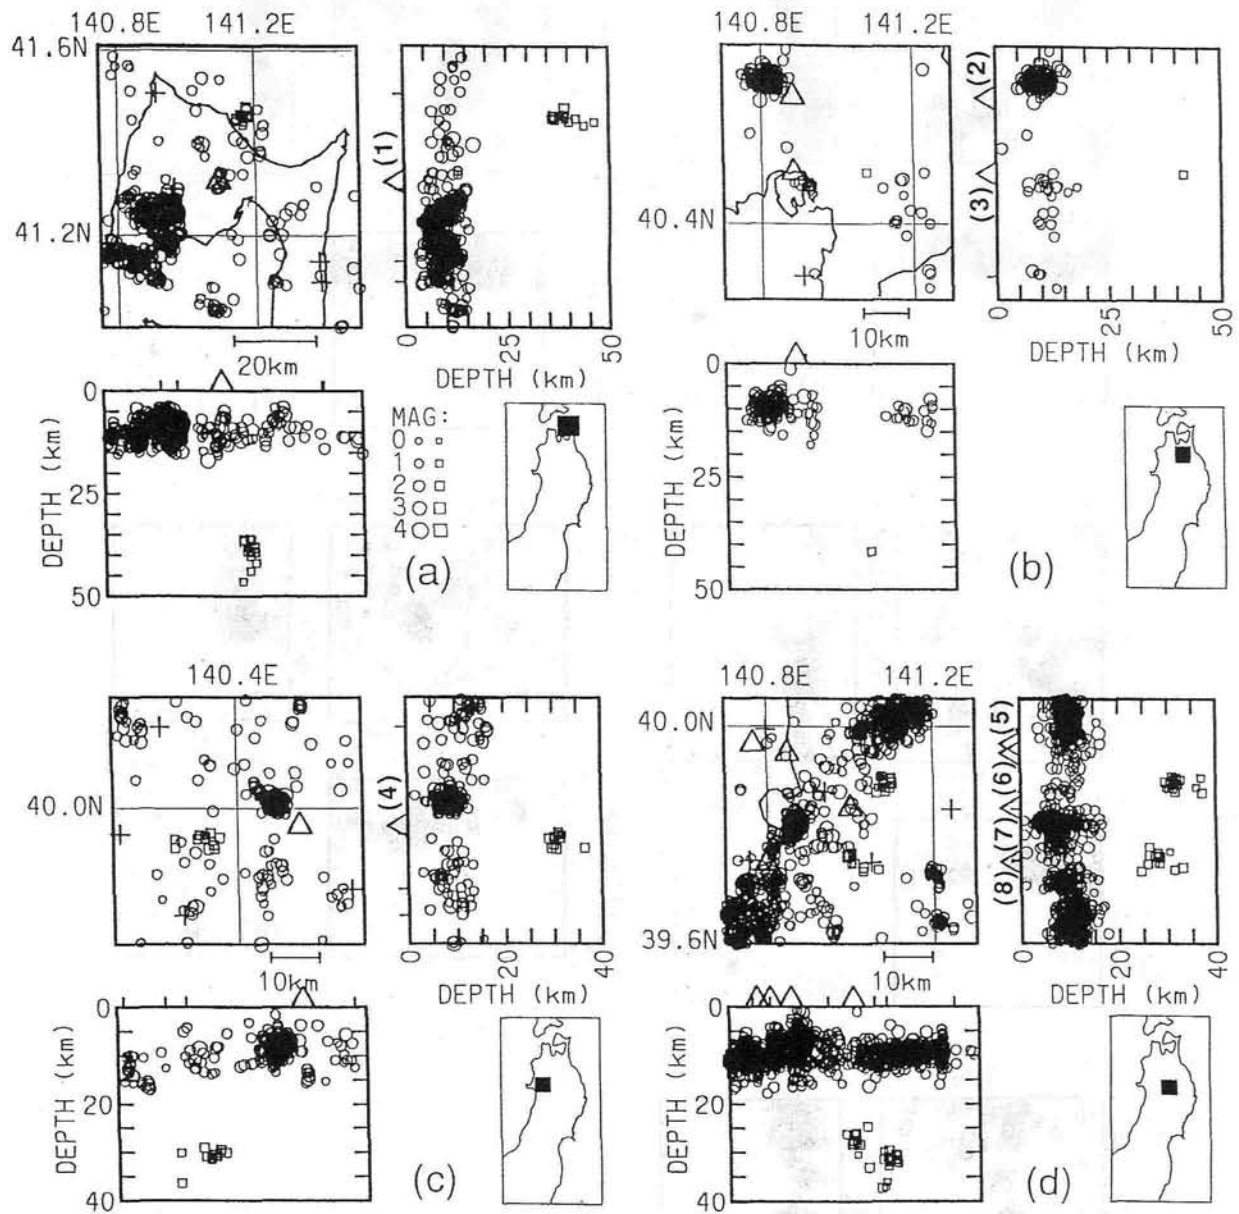 140.8E 141.2E
41.6N
41.2N
(1)
0 25 50
20km
DEPTH (km)
0
25
50
DEPTH (km)
MAG:
0
1
2
3
4
(a)
140.8E 141.2E
40.4N
(2)
(3)
0 25 50
10km
DEPTH (km)
0
25
50
DEPTH (km)
(b)
140.4E
40.0N
(4)
0 20 40
10km
DEPTH (km)
0
20
40
DEPTH (km)
(c)
140.8E 141.2E
40.0N
39.6N
(8) (7) (6) (5)
0 20 40
10km
DEPTH (km)
0
20
40
DEPTH (km)
(d)